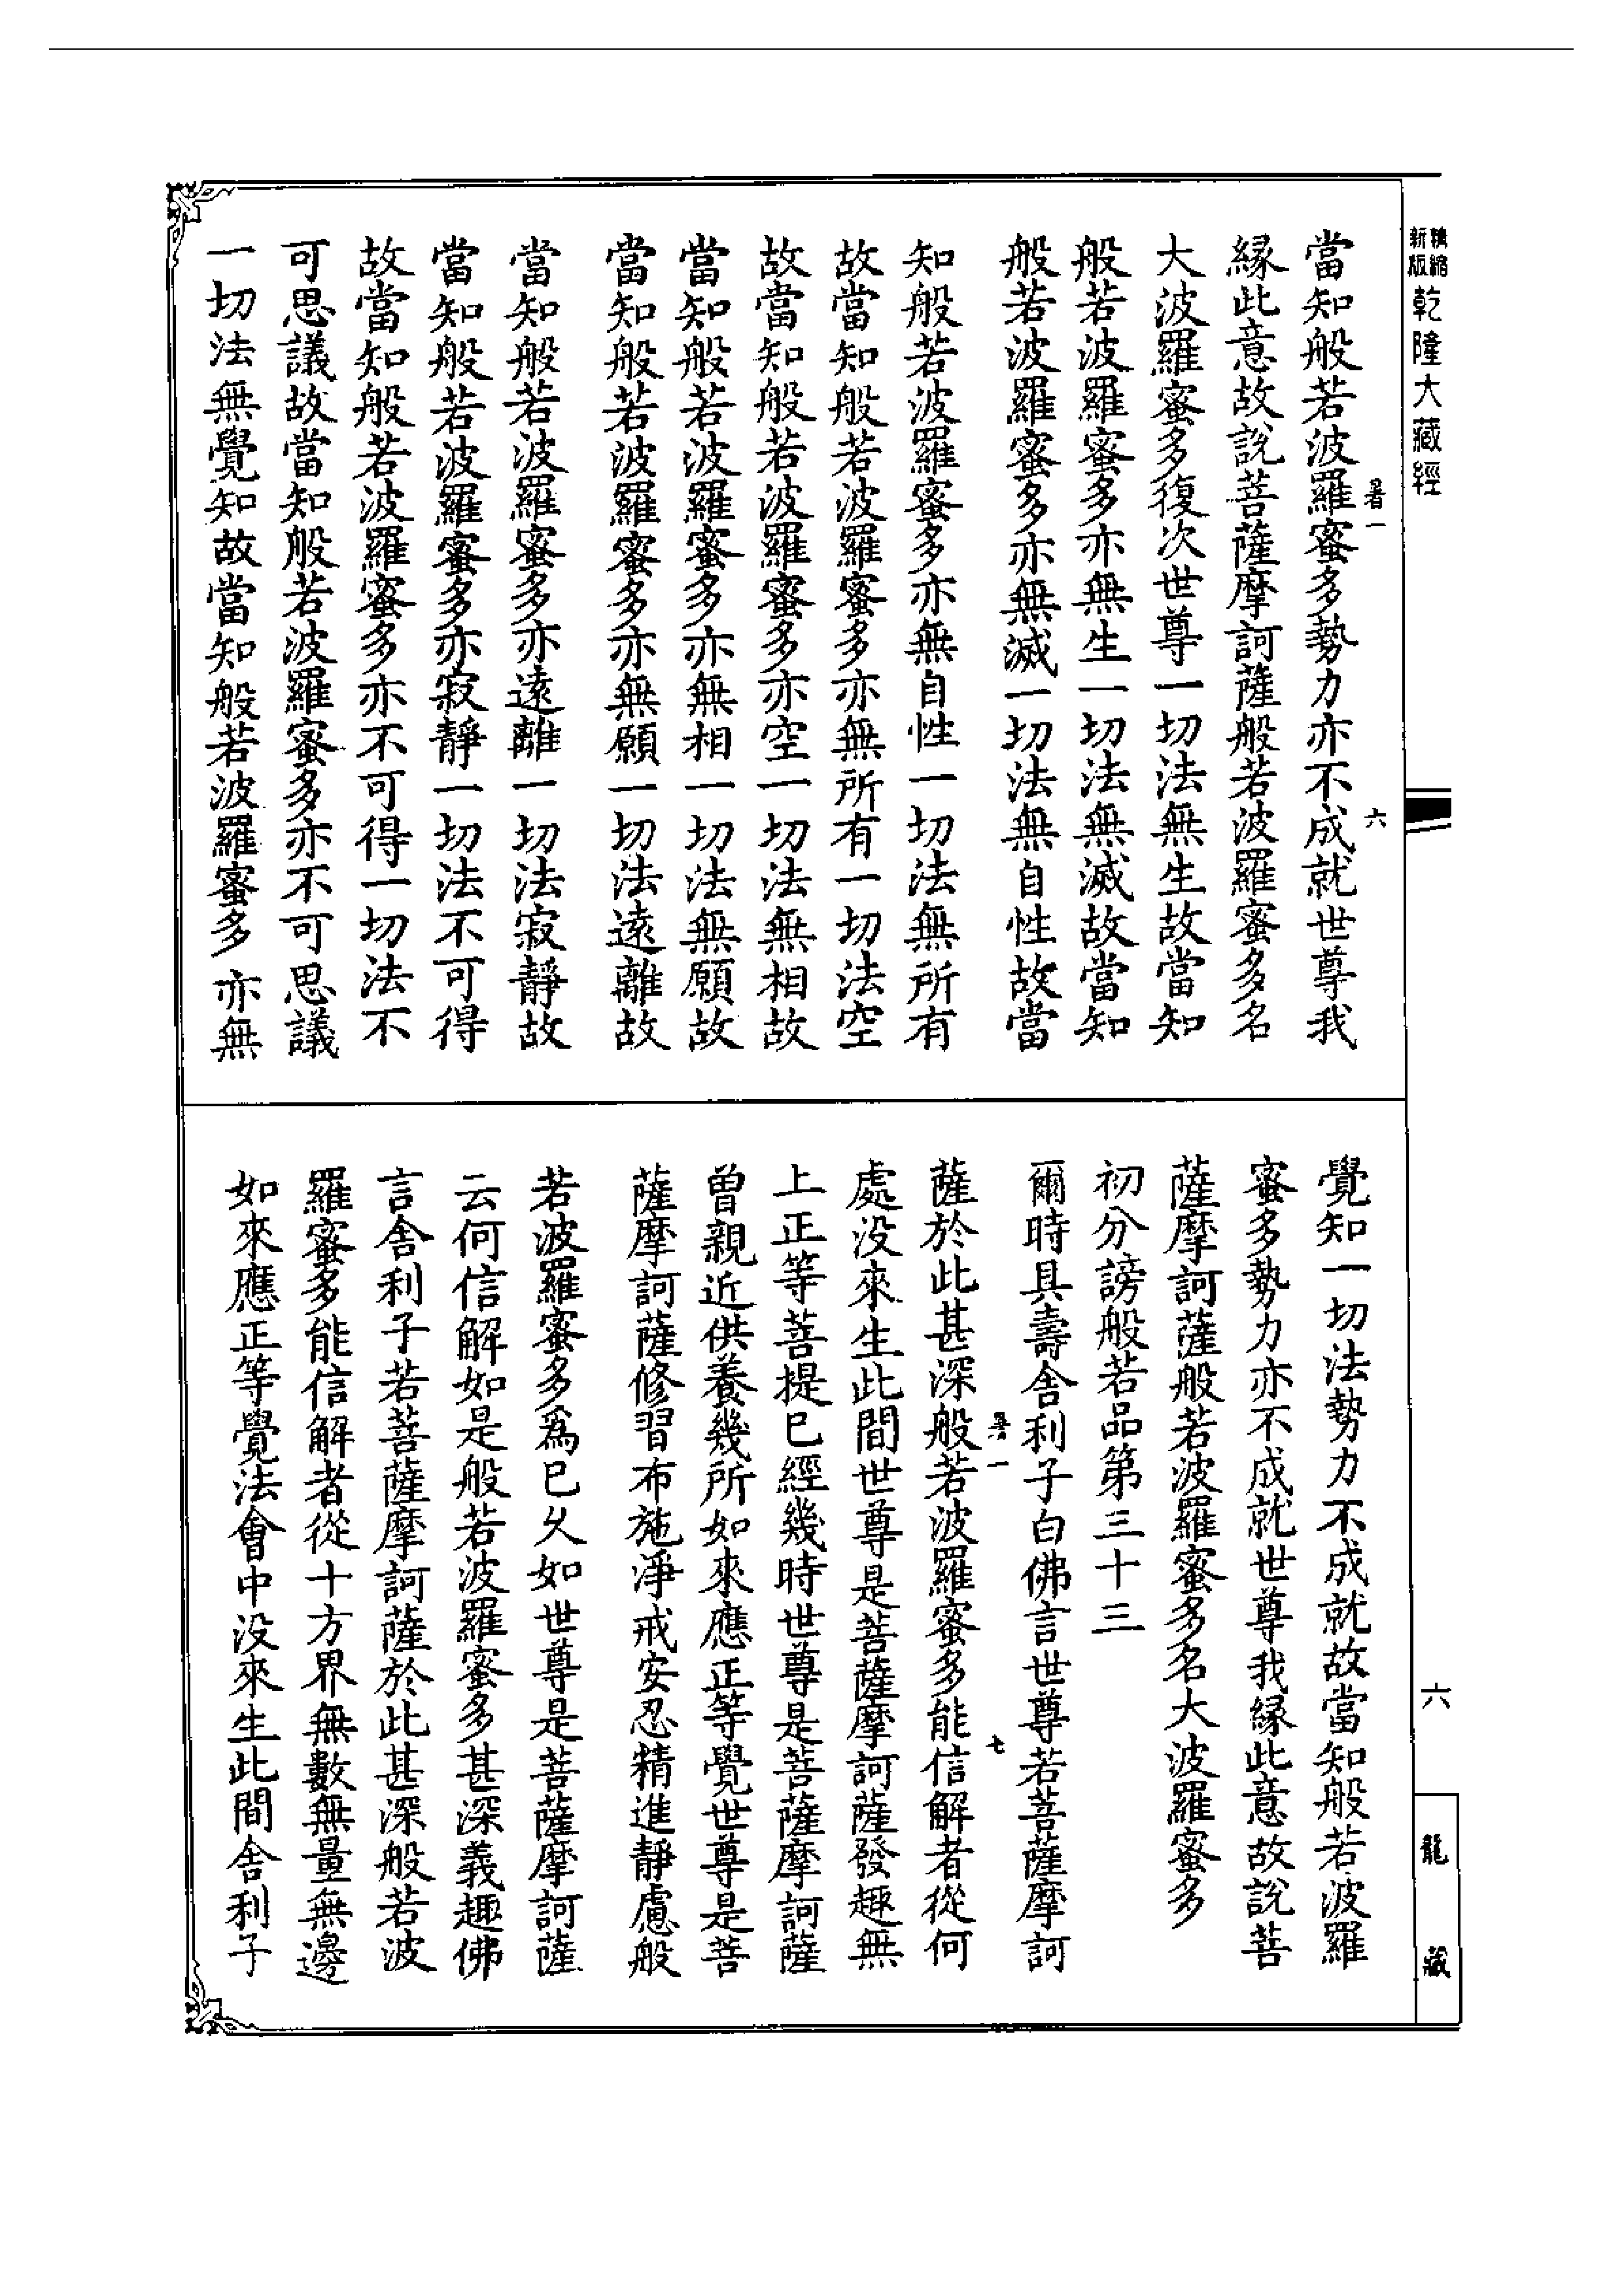 精縮新版乾隆大藏經
暑一
六
當知般若波羅蜜多勢力亦不成就世尊我
緣此意故說菩薩摩訶薩般若波羅蜜多名
大波羅蜜多復次世尊一切法無生故當知
般若波羅蜜多亦無生一切法無滅故當知
般若波羅蜜多亦無滅一切法無自性故當
知般若波羅蜜多亦無自性一切法無所有
故當知般若波羅蜜多亦無所有一切法空
故當知般若波羅蜜多亦空一切法無相故
當知般若波羅蜜多亦無相一切法無願故
當知般若波羅蜜多亦無願一切法遠離故
當知般若波羅蜜多亦遠離一切法寂靜故
當知般若波羅蜜多亦寂靜一切法不可得
故當知般若波羅蜜多亦不可得一切法不
可思議故當知般若波羅蜜多亦不可思議
一切法無覺知故當知般若波羅蜜多亦無
覺知一切法勢力不成就故當知般若波羅
蜜多勢力亦不成就世尊我緣此意故說菩
薩摩訶薩般若波羅蜜多名大波羅蜜多
初分謗般若品第三十三
爾時具壽舍利子白佛言世尊若菩薩摩訶
暑一
七
薩於此甚深般若波羅蜜多能信解者從何
處没來生此間世尊是菩薩摩訶薩發趣無
上正等菩提已經幾時世尊是菩薩摩訶薩
曾親近供養幾所如來應正等覺世尊是菩
薩摩訶薩修習布施淨戒安忍精進靜慮般
若波羅蜜多爲已久如世尊是菩薩摩訶薩
云何信解如是般若波羅蜜多甚深義趣佛
言舍利子若菩薩摩訶薩於此甚深般若波
羅蜜多能信解者從十方界無數無量無邊
如來應正等覺法會中没來生此間舍利子
六
龍藏